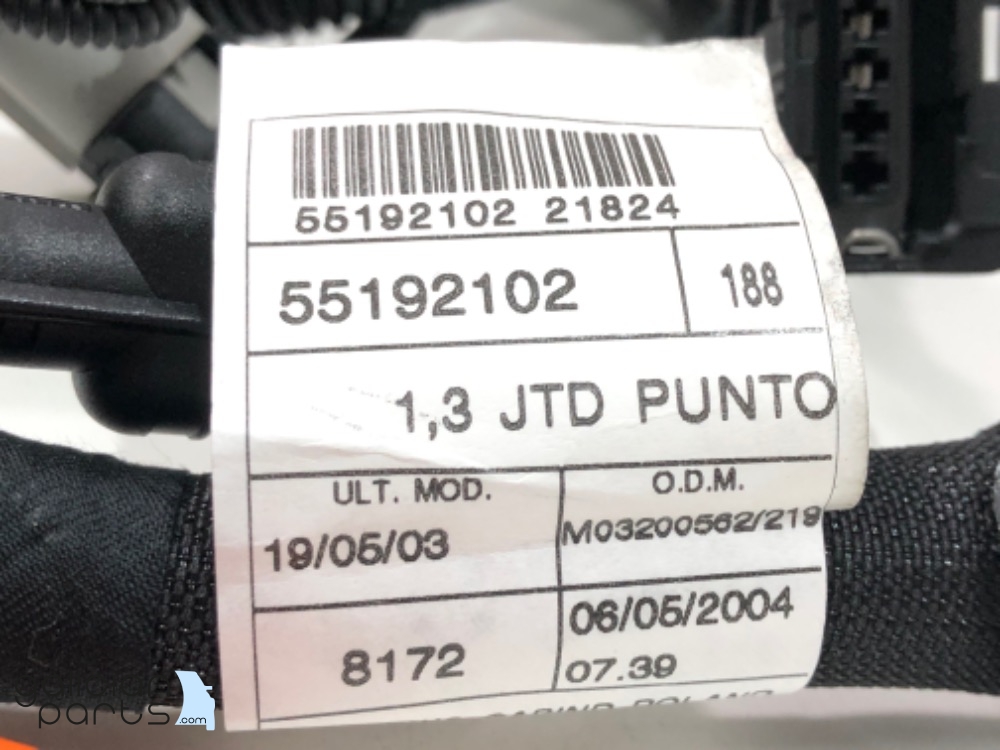 55192102 21824
55192102
188
1,3 JTD PUNTO
ULT. MOD.
O.D.M.
19/05/03
M03200562/219
8172
06/05/2004
07.39
POLAND
parts.com